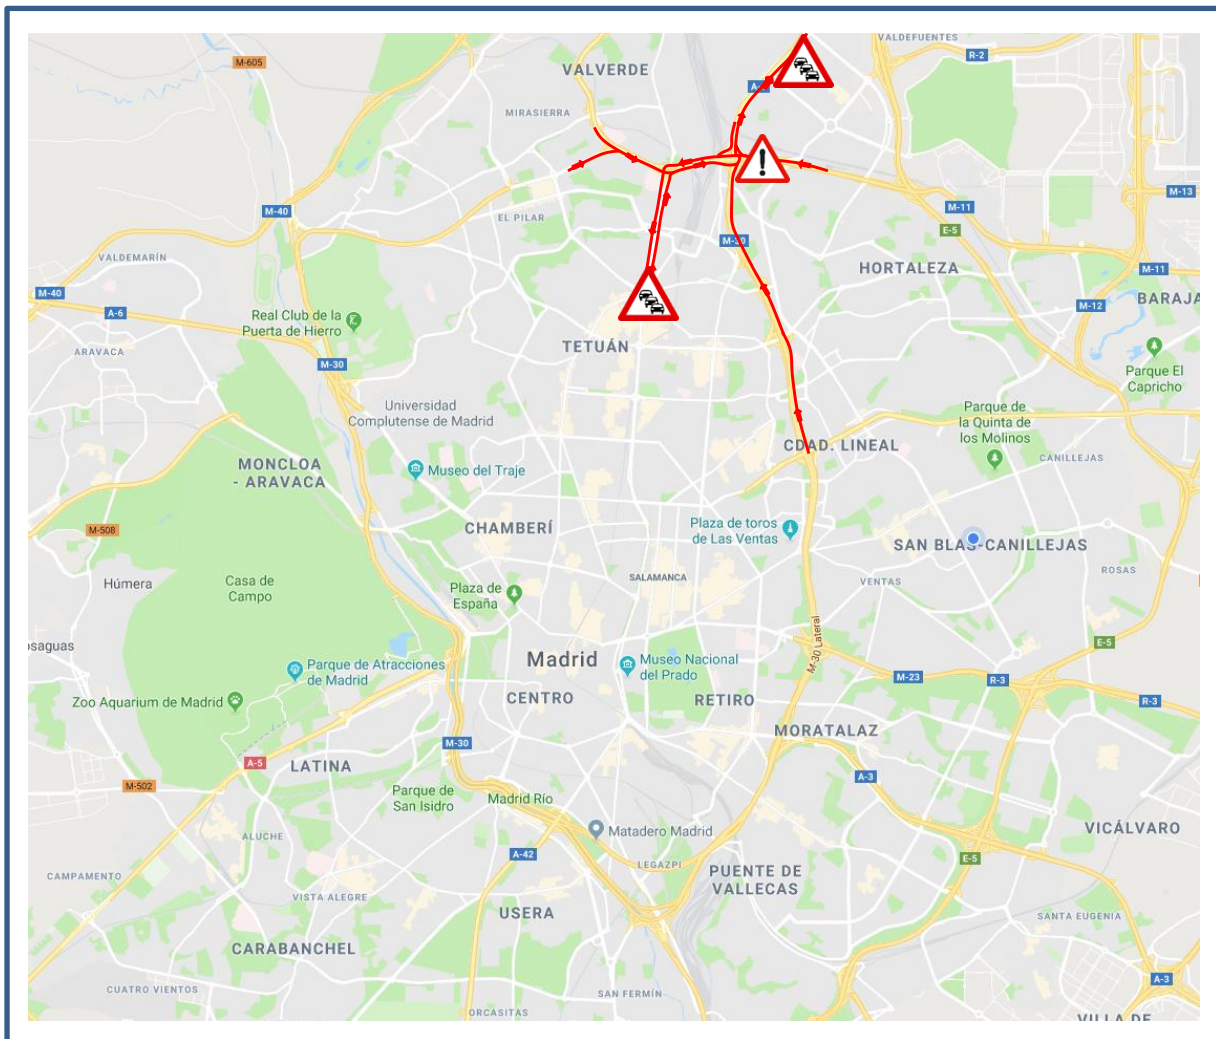 VALDEFUENTES
R-2
M-605
VALVERDE
A-1
MIRASIERRA
!
M-13
M-40
EL PILAR
M-11
E-5
M-30
VALDEMARÍN
HORTALEZA
M-11
M-40
BARAJA
A-6
Real Club de la
Puerta de Hierro
M-12
ARAVACA
TETUÁN
M-30
Parque El
Capricho
Universidad
Complutense de Madrid
Parque de
la Quinta de
los Molinos
CDAD. LINEAL
CANILLEJAS
MONCLOA
- ARAVACA
Museo del Traje
M-508
CHAMBERÍ
Plaza de toros
de Las Ventas
SAN BLAS-CANILLEJAS
ROSAS
Húmera
Casa de
Campo
SALAMANCA
VENTAS
Plaza de
España
osaguas
M-30 Lateral
E-5
Madrid
Museo Nacional
del Prado
Parque de Atracciones
de Madrid
M-23
R-3
R-3
Zoo Aquarium de Madrid
CENTRO
RETIRO
MORATALAZ
M-30
A-5
LATINA
A-3
M-502
Parque de
San Isidro
Madrid Río
Matadero Madrid
VICÁLVARO
ALUCHE
A-42
LEGAZPI
E-5
PUENTE DE
VALLECAS
CAMPAMENTO
VISTA ALEGRE
USERA
SANTA EUGENIA
CARABANCHEL
A-3
CUATRO VIENTOS
SAN FERMÍN
ORCASITAS
VILLA DE